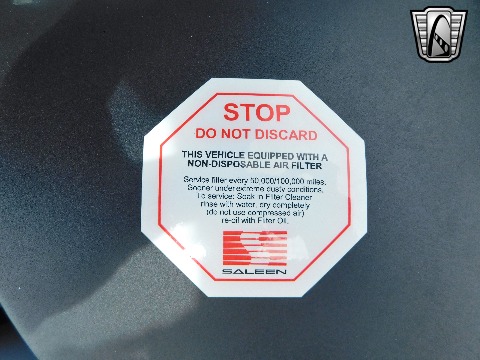 STOP
DO NOT DISCARD
THIS VEHICLE EQUIPPED WITH A
NON-DISPOSABLE AIR FILTER
Service filter every 50,000/100,000 miles.
Sooner under extreme dusty conditions.
To service: Soak in Filter Cleaner
rinse with water, dry completely
(do not use compressed air)
re-oil with Filter Oil.
SALEEN